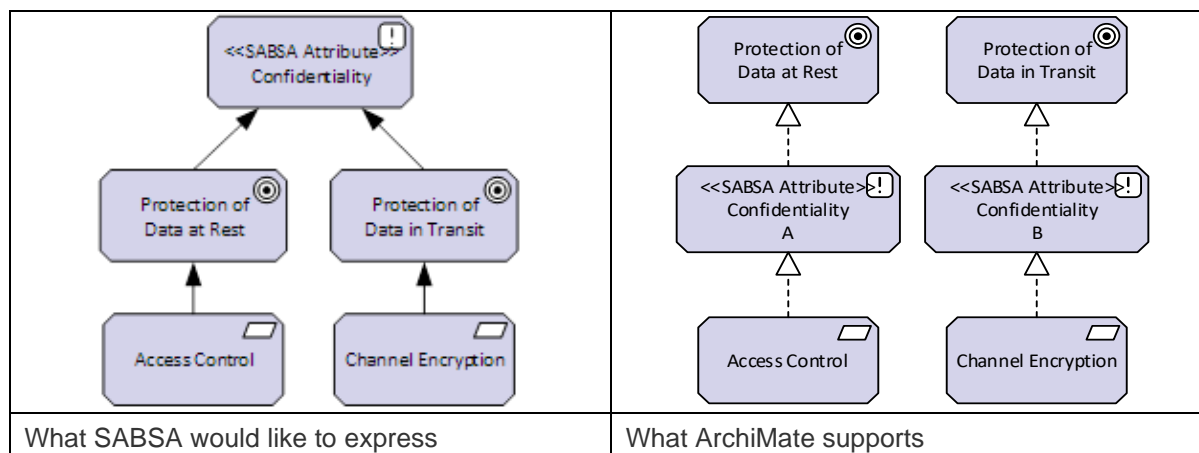 <<SABSA Attribute>>
Confidentiality
Protection of
Data at Rest
Protection of
Data in Transit
Access Control
Channel Encryption
What SABSA would like to express
Protection of
Data at Rest
Protection of
Data in Transit
<<SABSA Attribute>>
Confidentiality
A
<<SABSA Attribute>>
Confidentiality
B
Access Control
Channel Encryption
What ArchiMate supports